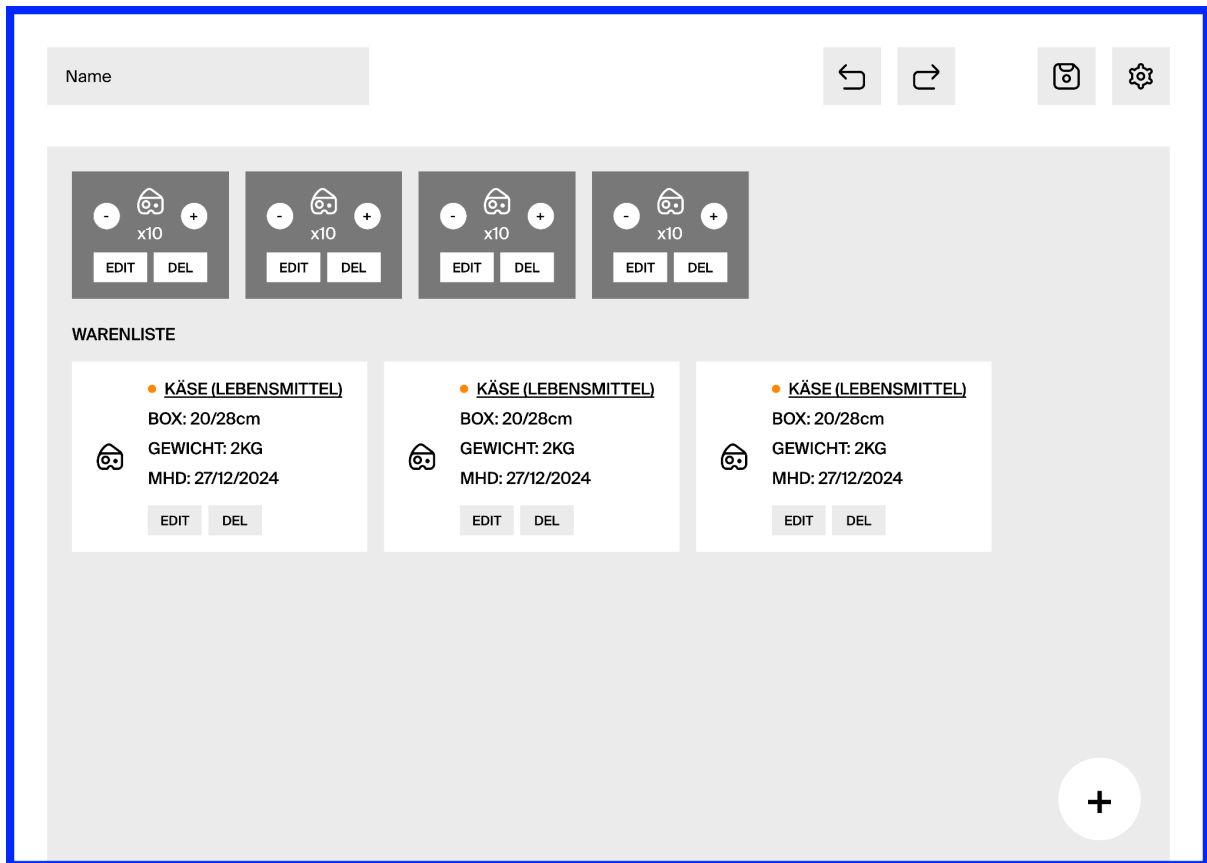 Name
- + - + - + - +
x10 x10 x10 x10
EDIT DEL EDIT DEL EDIT DEL EDIT DEL
WARENLISTE
KÄSE (LEBENSMITTEL)
BOX: 20/28cm
GEWICHT: 2KG
MHD: 27/12/2024
EDIT DEL
KÄSE (LEBENSMITTEL)
BOX: 20/28cm
GEWICHT: 2KG
MHD: 27/12/2024
EDIT DEL
KÄSE (LEBENSMITTEL)
BOX: 20/28cm
GEWICHT: 2KG
MHD: 27/12/2024
EDIT DEL
+